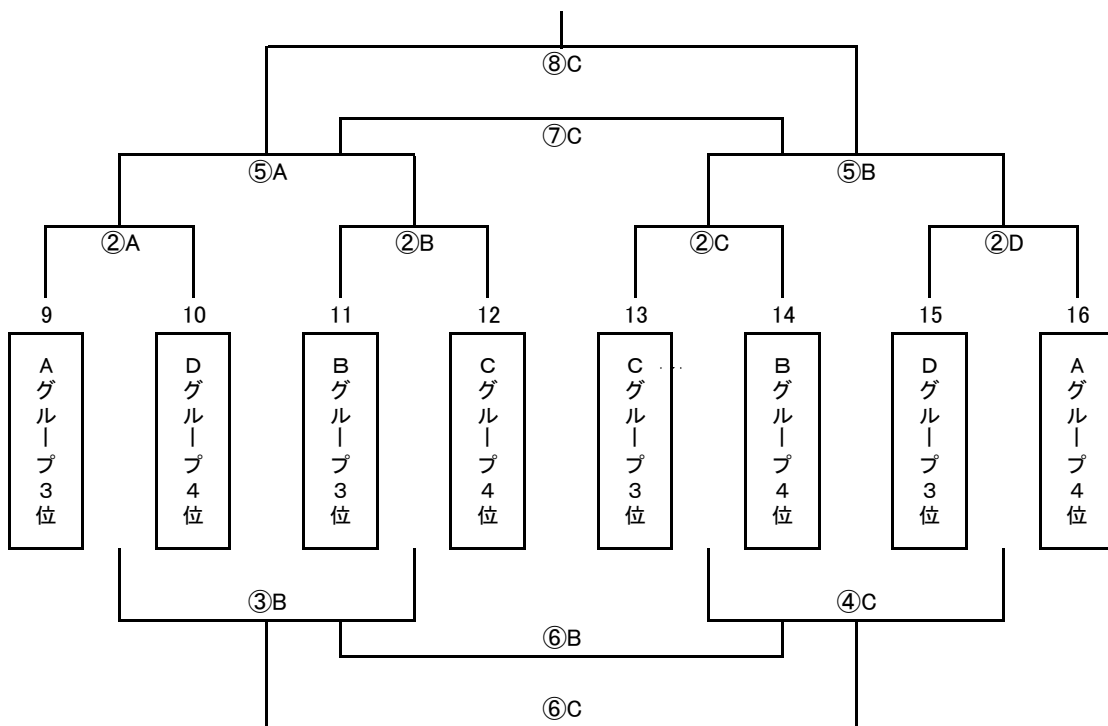 ⑧C
⑦C
⑤A
⑤B
②A
②B
②C
②D
9
10
11
12
13
14
15
16
Aグループ3位
Dグループ4位
Bグループ3位
Cグループ4位
Cグループ3位
Bグループ4位
Dグループ3位
Aグループ4位
③B
④C
⑥B
⑥C